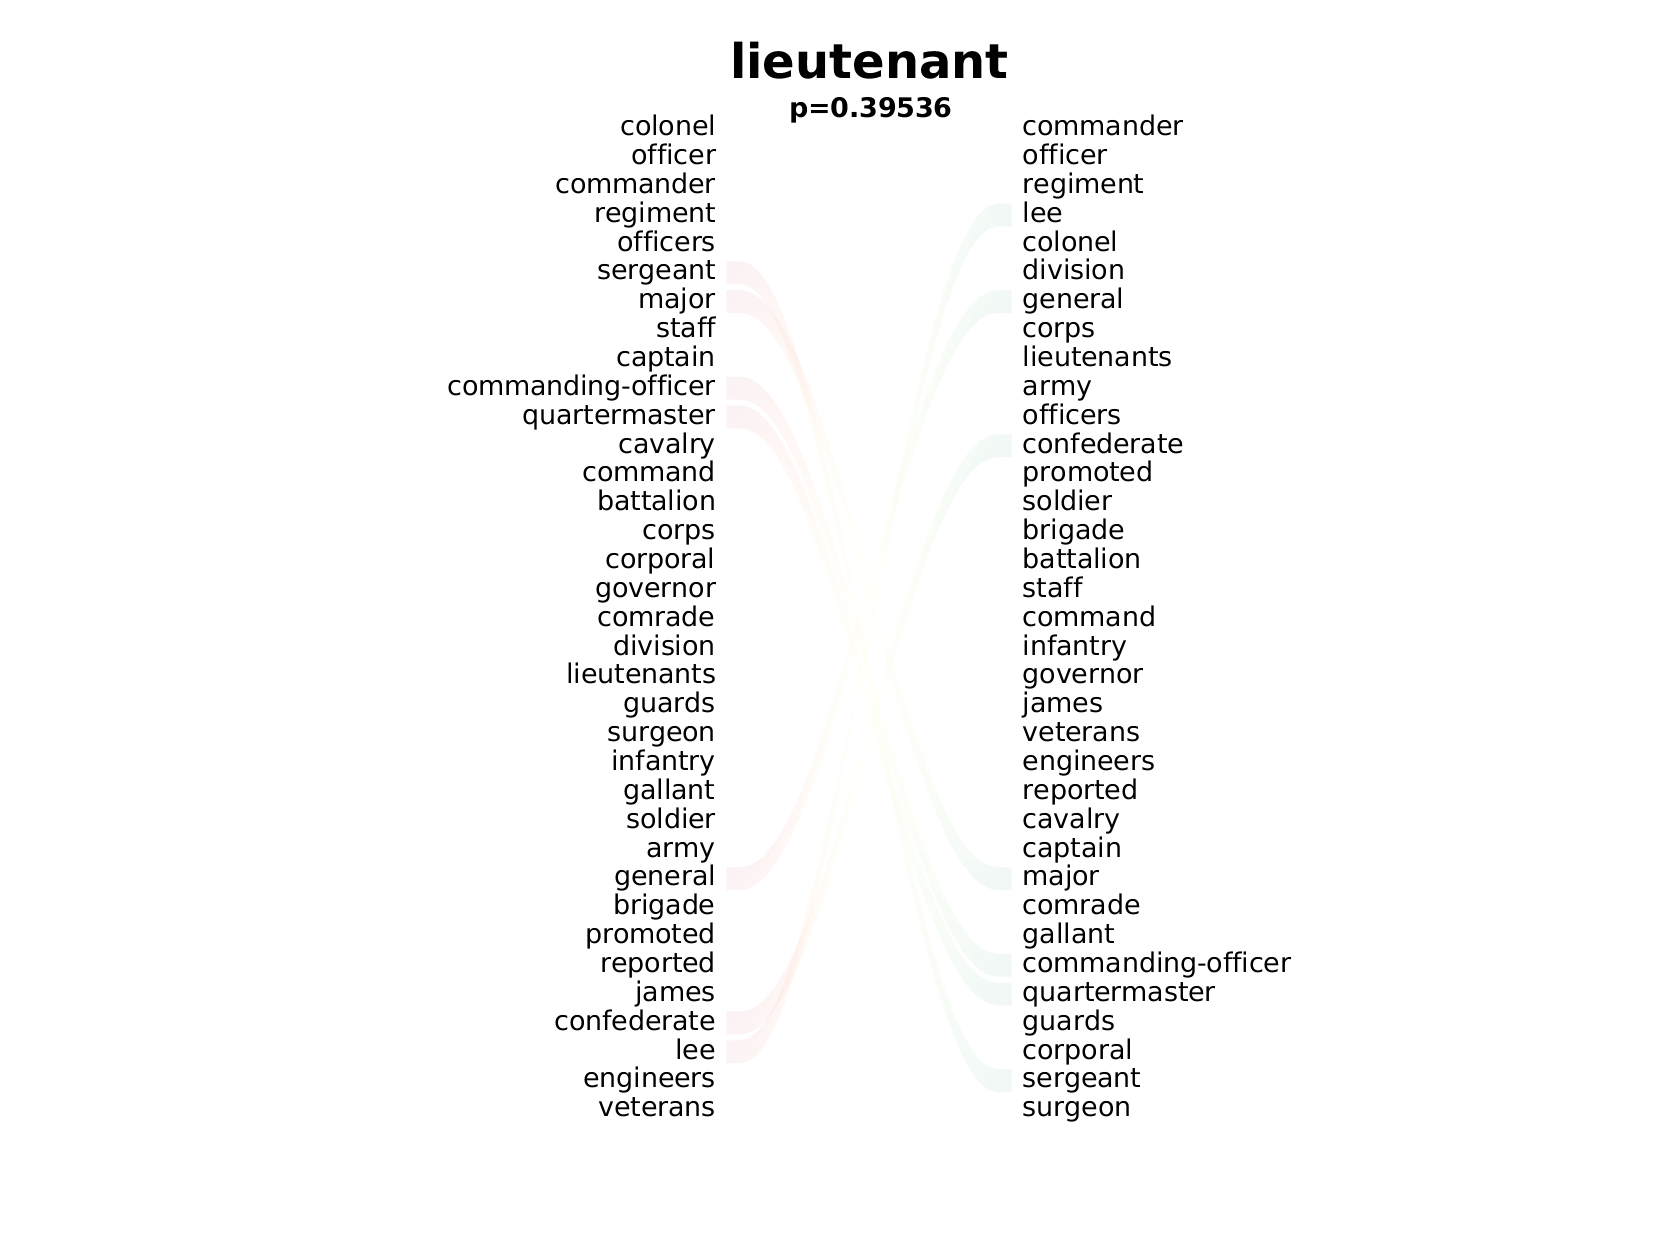 lieutenant
p=0.39536
colonel commander
officer officer
commander regiment
regiment lee
officers colonel
sergeant division
major general
staff corps
captain lieutenants
commanding-officer army
quartermaster officers
cavalry confederate
command promoted
battalion soldier
corps brigade
corporal battalion
governor staff
comrade command
division infantry
lieutenants governor
guards james
surgeon veterans
infantry engineers
gallant reported
soldier cavalry
army captain
general major
brigade comrade
promoted gallant
reported commanding-officer
james quartermaster
confederate guards
lee corporal
engineers sergeant
veterans surgeon